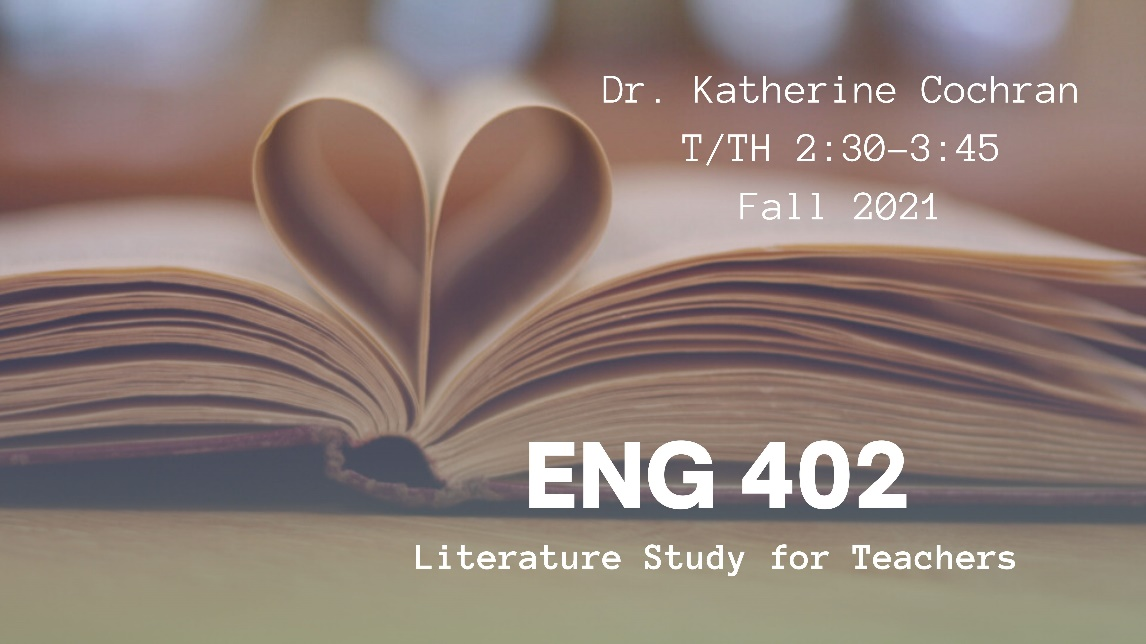 Dr. Katherine Cochran
T/TH 2:30-3:45
Fall 2021
ENG 402
Literature Study for Teachers